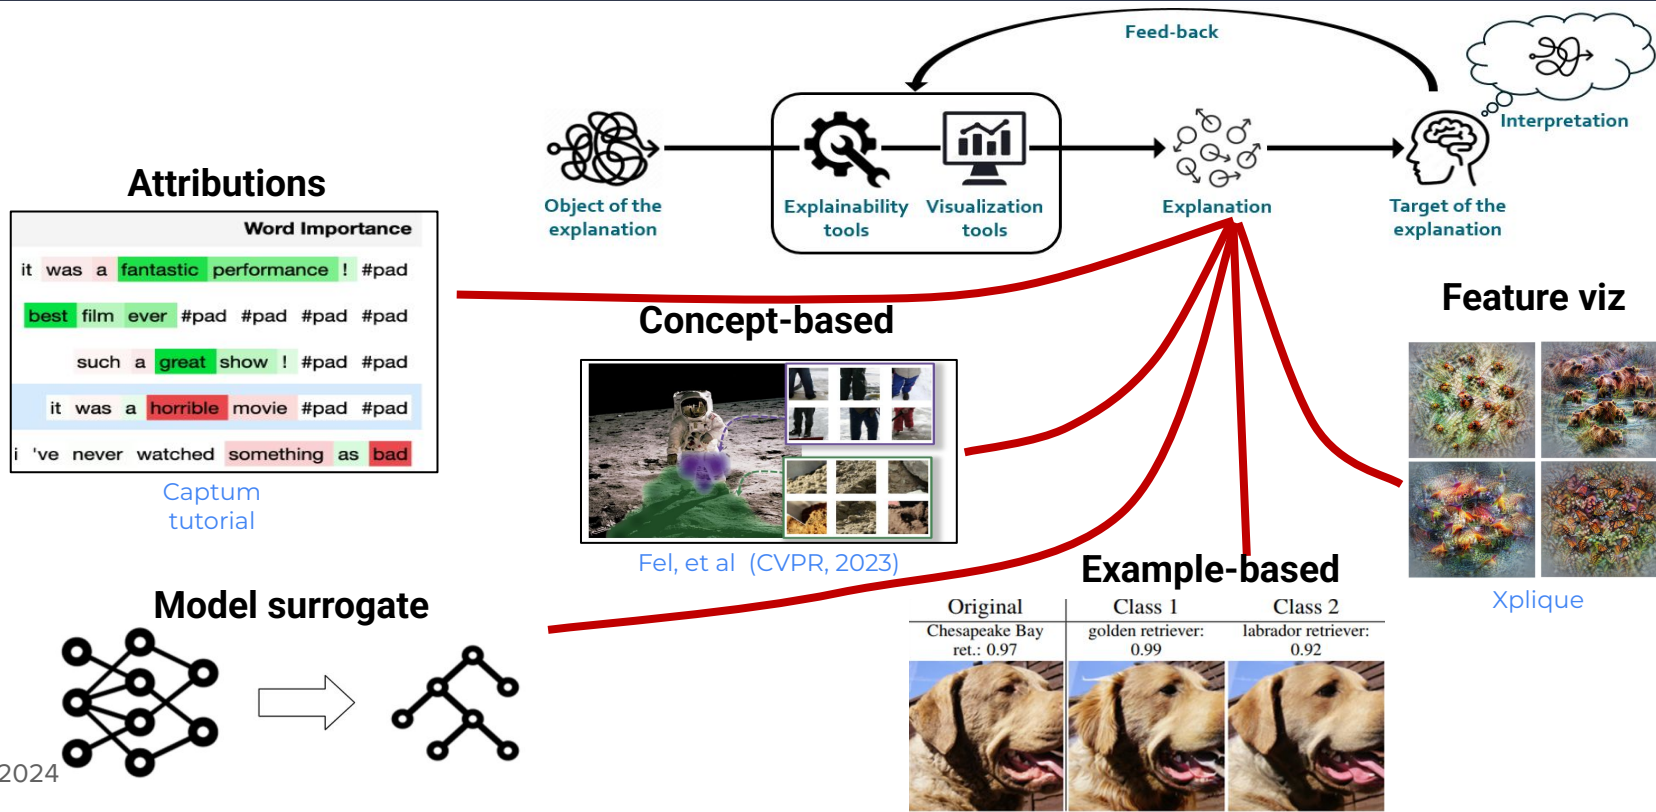 Feed-back
Interpretation
Object of the
explanation
Explainability
tools
Visualization
tools
Explanation
Target of the
explanation
Attributions
Word Importance
it was a fantastic performance ! #pad
best film ever #pad #pad #pad #pad
such a great show ! #pad #pad
it was a horrible movie #pad #pad
i 've never watched something as bad
Captum
tutorial
Concept-based
Fel, et al (CVPR, 2023)
Feature viz
Xplique
Model surrogate
Example-based
Original Class 1 Class 2
Chesapeake Bay golden retriever: labrador retriever:
ret.: 0.97 0.99 0.92
2024